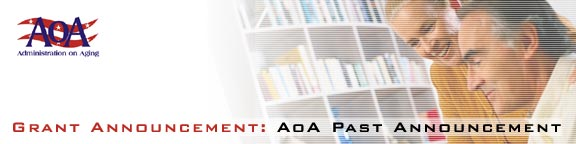 AOA
Administration on Aging
GRANT ANNOUNCEMENT: AOA PAST ANNOUNCEMENT